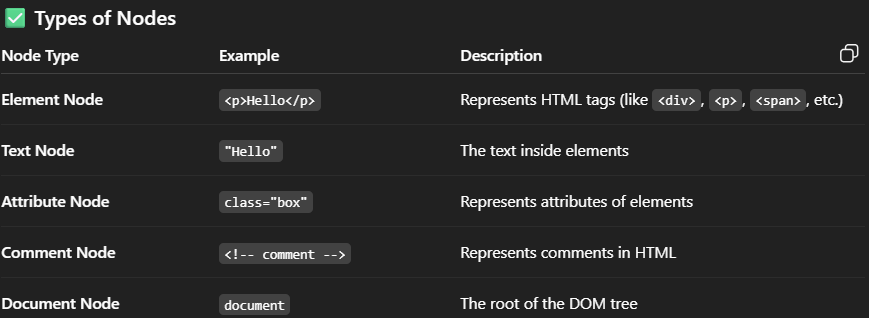 ✅ Types of Nodes
Node Type Example Description
Element Node <p>Hello</p> Represents HTML tags (like <div>, <p>, <span>, etc.)
Text Node "Hello" The text inside elements
Attribute Node class="box" Represents attributes of elements
Comment Node <!-- comment --> Represents comments in HTML
Document Node document The root of the DOM tree